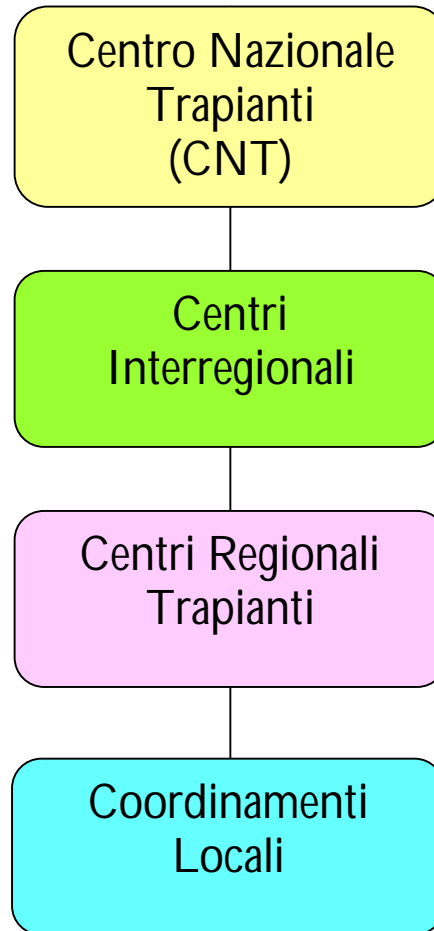 Centro Nazionale
Trapianti
(CNT)
Centri
Interregionali
Centri Regionali
Trapianti
Coordinamenti
Locali